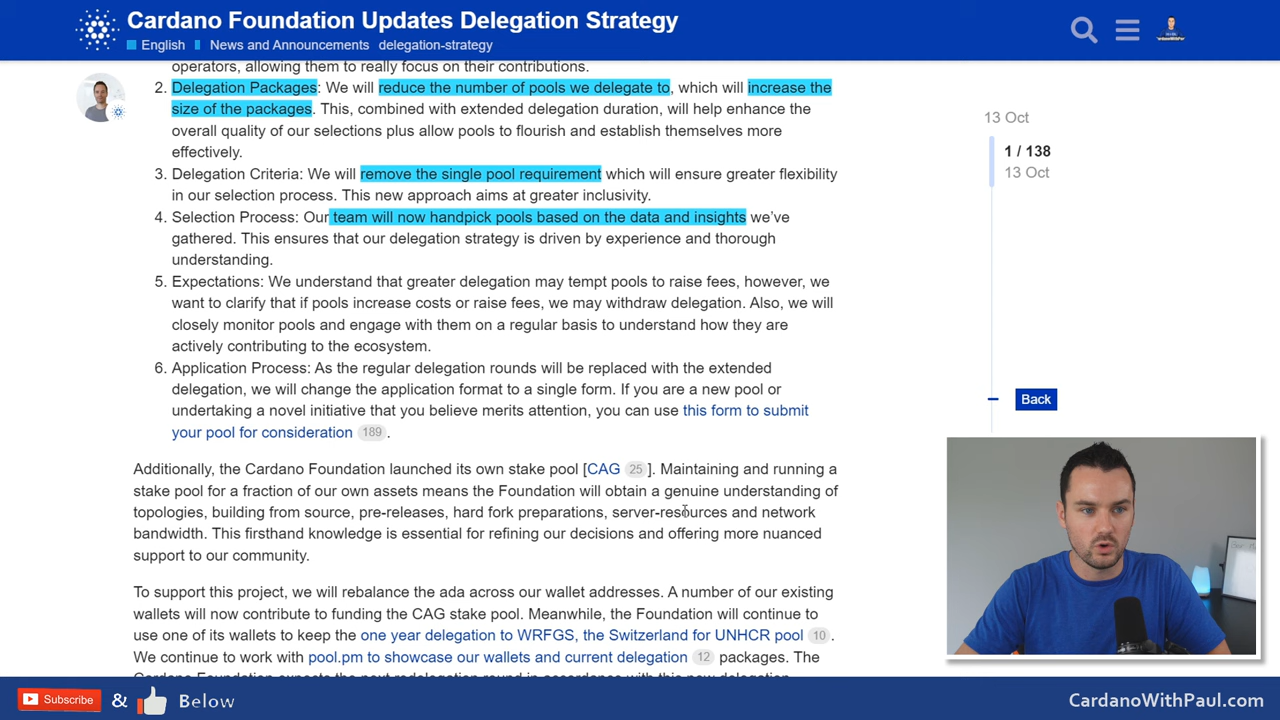 Cardano Foundation Updates Delegation Strategy
English News and Announcements delegation-strategy
operators, allowing them to really focus on their contributions.
2. Delegation Packages: We will reduce the number of pools we delegate to, which will increase the
size of the packages. This, combined with extended delegation duration, will help enhance the
overall quality of our selections plus allow pools to flourish and establish themselves more
effectively.
3. Delegation Criteria: We will remove the single pool requirement which will ensure greater flexibility
in our selection process. This new approach aims at greater inclusivity.
4. Selection Process: Our team will now handpick pools based on the data and insights we've
gathered. This ensures that our delegation strategy is driven by experience and thorough
understanding.
5. Expectations: We understand that greater delegation may tempt pools to raise fees, however, we
want to clarify that if pools increase costs or raise fees, we may withdraw delegation. Also, we will
closely monitor pools and engage with them on a regular basis to understand how they are
actively contributing to the ecosystem.
6. Application Process: As the regular delegation rounds will be replaced with the extended
delegation, we will change the application format to a single form. If you are a new pool or
undertaking a novel initiative that you believe merits attention, you can use this form to submit
your pool for consideration 189.
Additionally, the Cardano Foundation launched its own stake pool [CAG 25]. Maintaining and running a
stake pool for a fraction of our own assets means the Foundation will obtain a genuine understanding of
topologies, building from source, pre-releases, hard fork preparations, server-resources and network
bandwidth. This firsthand knowledge is essential for refining our decisions and offering more nuanced
support to our community.
To support this project, we will rebalance the ada across our wallet addresses. A number of our existing
wallets will now contribute to funding the CAG stake pool. Meanwhile, the Foundation will continue to
use one of its wallets to keep the one year delegation to WRFGS, the Switzerland for UNHCR pool 10.
We continue to work with pool.pm to showcase our wallets and current delegation 12 packages. The
Cardano Foundation expects the next redelegation round in accordance with this new delegation
13 Oct
1 / 138
13 Oct
Back
Subscribe & Below
CardanoWithPaul.com